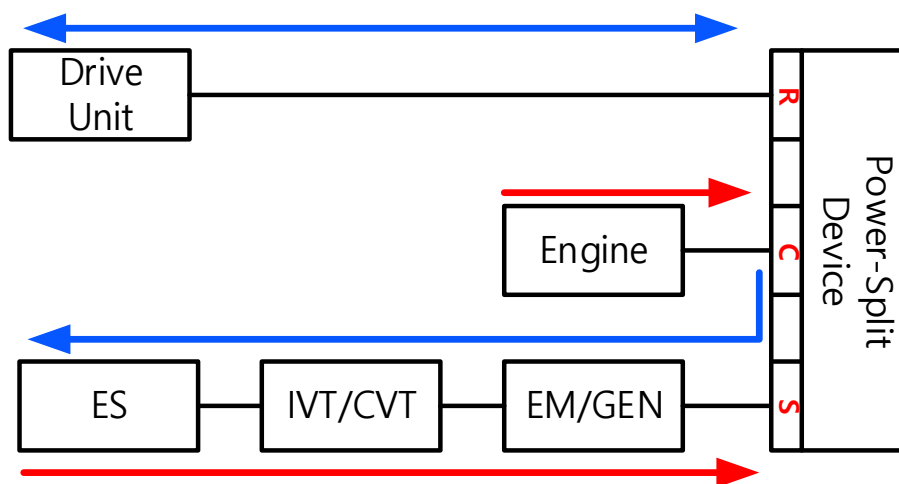 Drive
Unit
R
Engine
C
Power-Split
Device
ES
IVT/CVT
EM/GEN
S